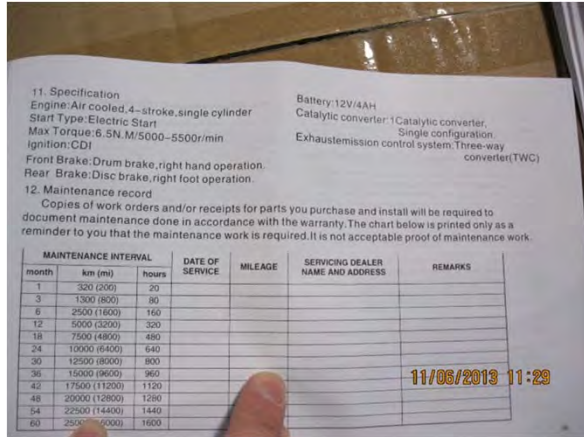 11. Specification
Engine:Air cooled,4-stroke,single cylinder
Start Type:Electric Start
Max Torque:6.5N.M/5000-5500r/min
Ignition:CDI
Front Brake:Drum brake,right hand operation.
Rear Brake:Disc brake,right foot operation.
Battery:12V/4AH
Catalytic converter:1Catalytic converter,
Single configuration.
Exhaustemission control system:Three-way
converter(TWC)
12. Maintenance record
Copies of work orders and/or receipts for parts you purchase and install will be required to
document maintenance done in accordance with the warranty.The chart below is printed only as a
reminder to you that the maintenance work is required.It is not acceptable proof of maintenance work.
MAINTENANCE INTERVAL DATE OF SERVICE MILEAGE SERVICING DEALER NAME AND ADDRESS REMARKS
month km (mi) hours
1 320 (200) 20
3 1300 (800) 80
6 2500 (1600) 160
12 5000 (3200) 320
18 7500 (4800) 480
24 10000 (6400) 640
30 12500 (8000) 800
36 15000 (9600) 960
42 17500 (11200) 1120
48 20000 (12800) 1280
54 22500 (14400) 1440
60 1600
11/06/2013 11:29